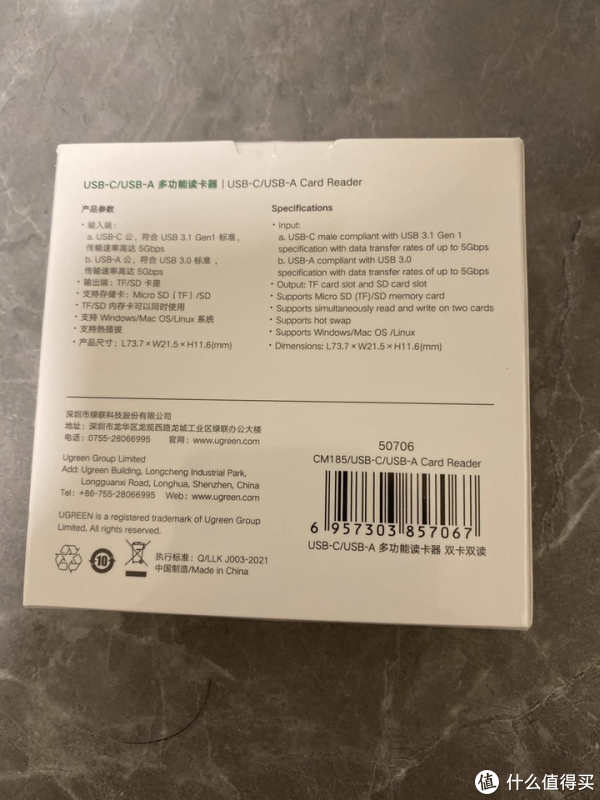 USB-C/USB-A 多功能读卡器 | USB-C/USB-A Card Reader
产品参数
· 输入端:
a. USB-C 公，符合 USB 3.1 Gen1 标准，
传输速率高达 5Gbps
b. USB-A 公，符合 USB 3.0 标准，
传输速率高达 5Gbps
· 输出端: TF/SD 卡座
· 支持存储卡: Micro SD（TF）/SD
· TF/SD 内存卡可以同时使用
· 支持 Windows/Mac OS/Linux 系统
· 支持热插拔
· 产品尺寸: L73.7×W21.5×H11.6(mm)
Specifications
· Input:
a. USB-C male compliant with USB 3.1 Gen 1
specification with data transfer rates of up to 5Gbps
b. USB-A compliant with USB 3.0
specification with data transfer rates of up to 5Gbps
· Output: TF card slot and SD card slot
· Supports Micro SD (TF)/SD memory card
· Supports simultaneously read and write on two cards
· Supports hot swap
· Supports Windows/Mac OS /Linux
· Dimensions: L73.7×W21.5×H11.6(mm)
深圳市绿联科技股份有限公司
地址: 深圳市龙华区龙观西路龙城工业区绿联办公大楼
电话: 0755-28066995 官网: www.ugreen.com
Ugreen Group Limited
Add: Ugreen Building, Longcheng Industrial Park,
Longguanxi Road, Longhua, Shenzhen, China
Tel: +86-755-28066995 Web: www.ugreen.com
UGREEN is a registered trademark of Ugreen Group
Limited. All rights reserved.
10
执行标准: Q/LLK J003-2021
中国制造/Made in China
50706
CM185/USB-C/USB-A Card Reader
6 957303 857067
USB-C/USB-A 多功能读卡器 双卡双读
值 什么值得买